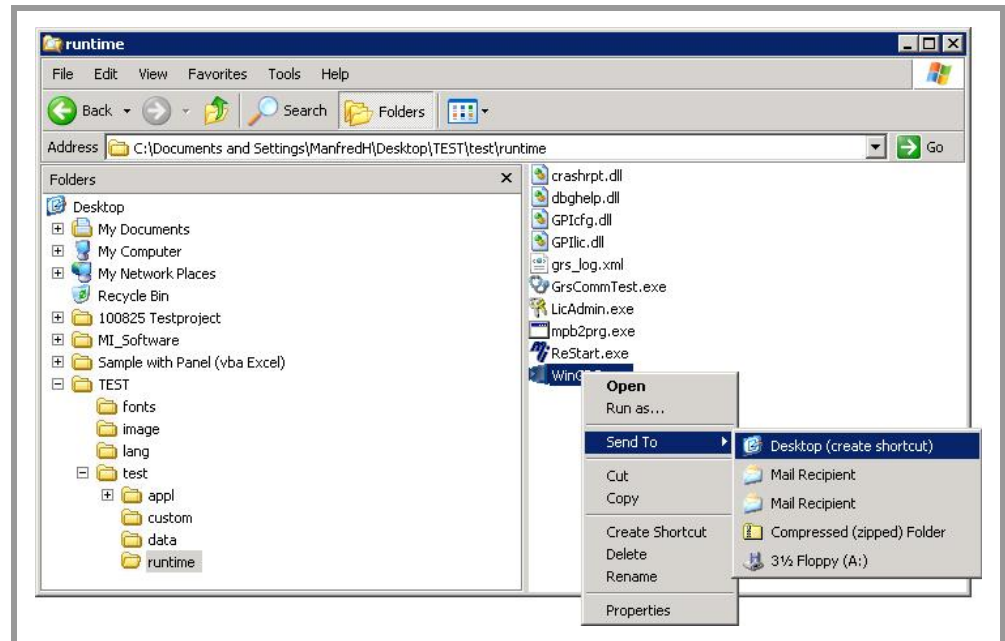 runtime
File Edit View Favorites Tools Help
Back Search Folders
Address C:\Documents and Settings\ManfredH\Desktop\TEST\test\runtime Go
Folders
Desktop
My Documents
My Computer
My Network Places
Recycle Bin
100825 Testproject
MI_Software
Sample with Panel (vba Excel)
TEST
fonts
image
lang
test
appl
custom
data
runtime
crashrpt.dll
dbghelp.dll
GPIcfg.dll
GPIlic.dll
grs_log.xml
GrsCommTest.exe
LicAdmin.exe
mpb2prg.exe
ReStart.exe
Open
Run as...
Send To
Cut
Copy
Create Shortcut
Delete
Rename
Properties
Desktop (create shortcut)
Mail Recipient
Mail Recipient
Compressed (zipped) Folder
3½ Floppy (A:)